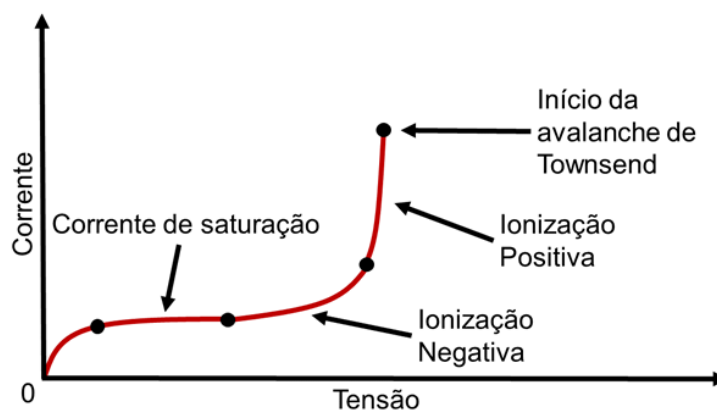 Início da
avalanche de
Townsend
Corrente
Corrente de saturação
Ionização
Positiva
Ionização
Negativa
0
Tensão